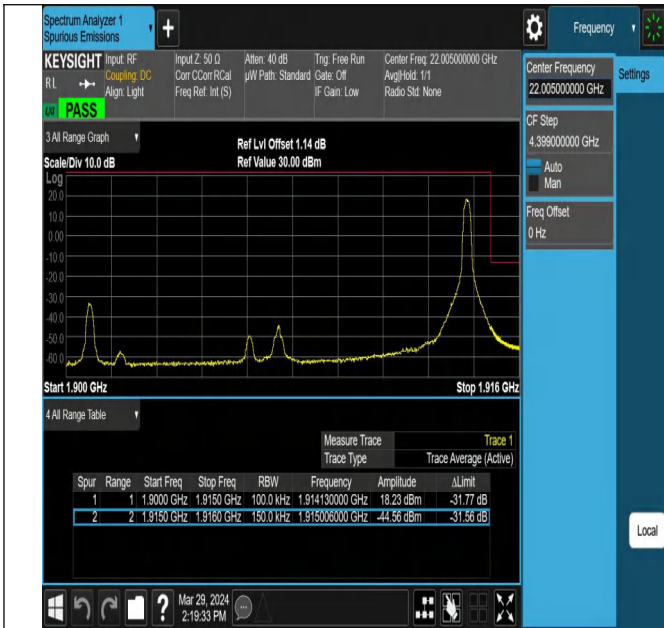 Spectrum Analyzer 1
Spurious Emissions
+
Frequency
KEYSIGHT
RL
PASS
Input: RF
Coupling: DC
Align: Light
Input Z: 50 Ω
Corr CCorr RCal
Freq Ref: Int (S)
Atten: 40 dB
µW Path: Standard
Trig: Free Run
Gate: Off
IF Gain: Low
Center Freq: 22.005000000 GHz
Avg|Hold: 1/1
Radio Std: None
Center Frequency
22.005000000 GHz
Settings
CF Step
4.399000000 GHz
Auto
Man
Freq Offset
0 Hz
3 All Range Graph
Scale/Div 10.0 dB
Ref Lvl Offset 1.14 dB
Ref Value 30.00 dBm
Log
20.0
10.0
0.00
-10.0
-20.0
-30.0
-40.0
-50.0
-60.0
Start 1.900 GHz
Stop 1.916 GHz
4 All Range Table
Measure Trace Trace 1
Trace Type Trace Average (Active)
Spur Range Start Freq Stop Freq RBW Frequency Amplitude ΔLimit
1 1 1.9000 GHz 1.9150 GHz 100.0 kHz 1.914130000 GHz 18.23 dBm -31.77 dB
2 2 1.9150 GHz 1.9160 GHz 150.0 kHz 1.915006000 GHz -44.56 dBm -31.56 dB
Local
?
Mar 29, 2024
2:19:33 PM